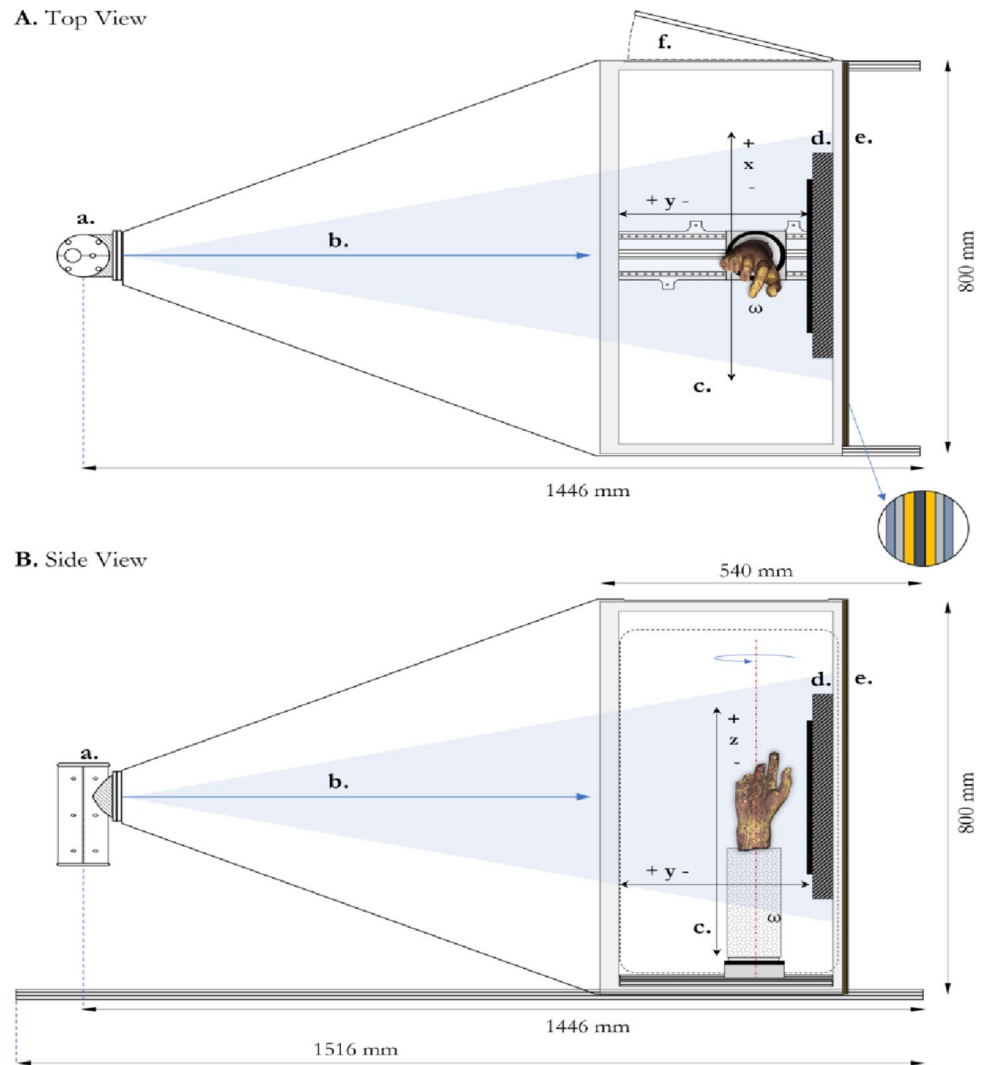 A. Top View
f.
+
x
-
d.
e.
a.
+ y -
b.
ω
c.
800 mm
1446 mm
B. Side View
540 mm
d.
e.
a.
+
z
-
b.
+ y -
c.
ω
800 mm
1446 mm
1516 mm